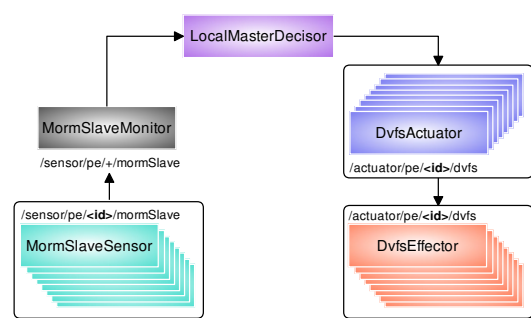 LocalMasterDecisor
MormSlaveMonitor
/sensor/pe/+/mormSlave
/sensor/pe/<id>/mormSlave
MormSlaveSensor
DvfsActuator
/actuator/pe/<id>/dvfs
/actuator/pe/<id>/dvfs
DvfsEffector